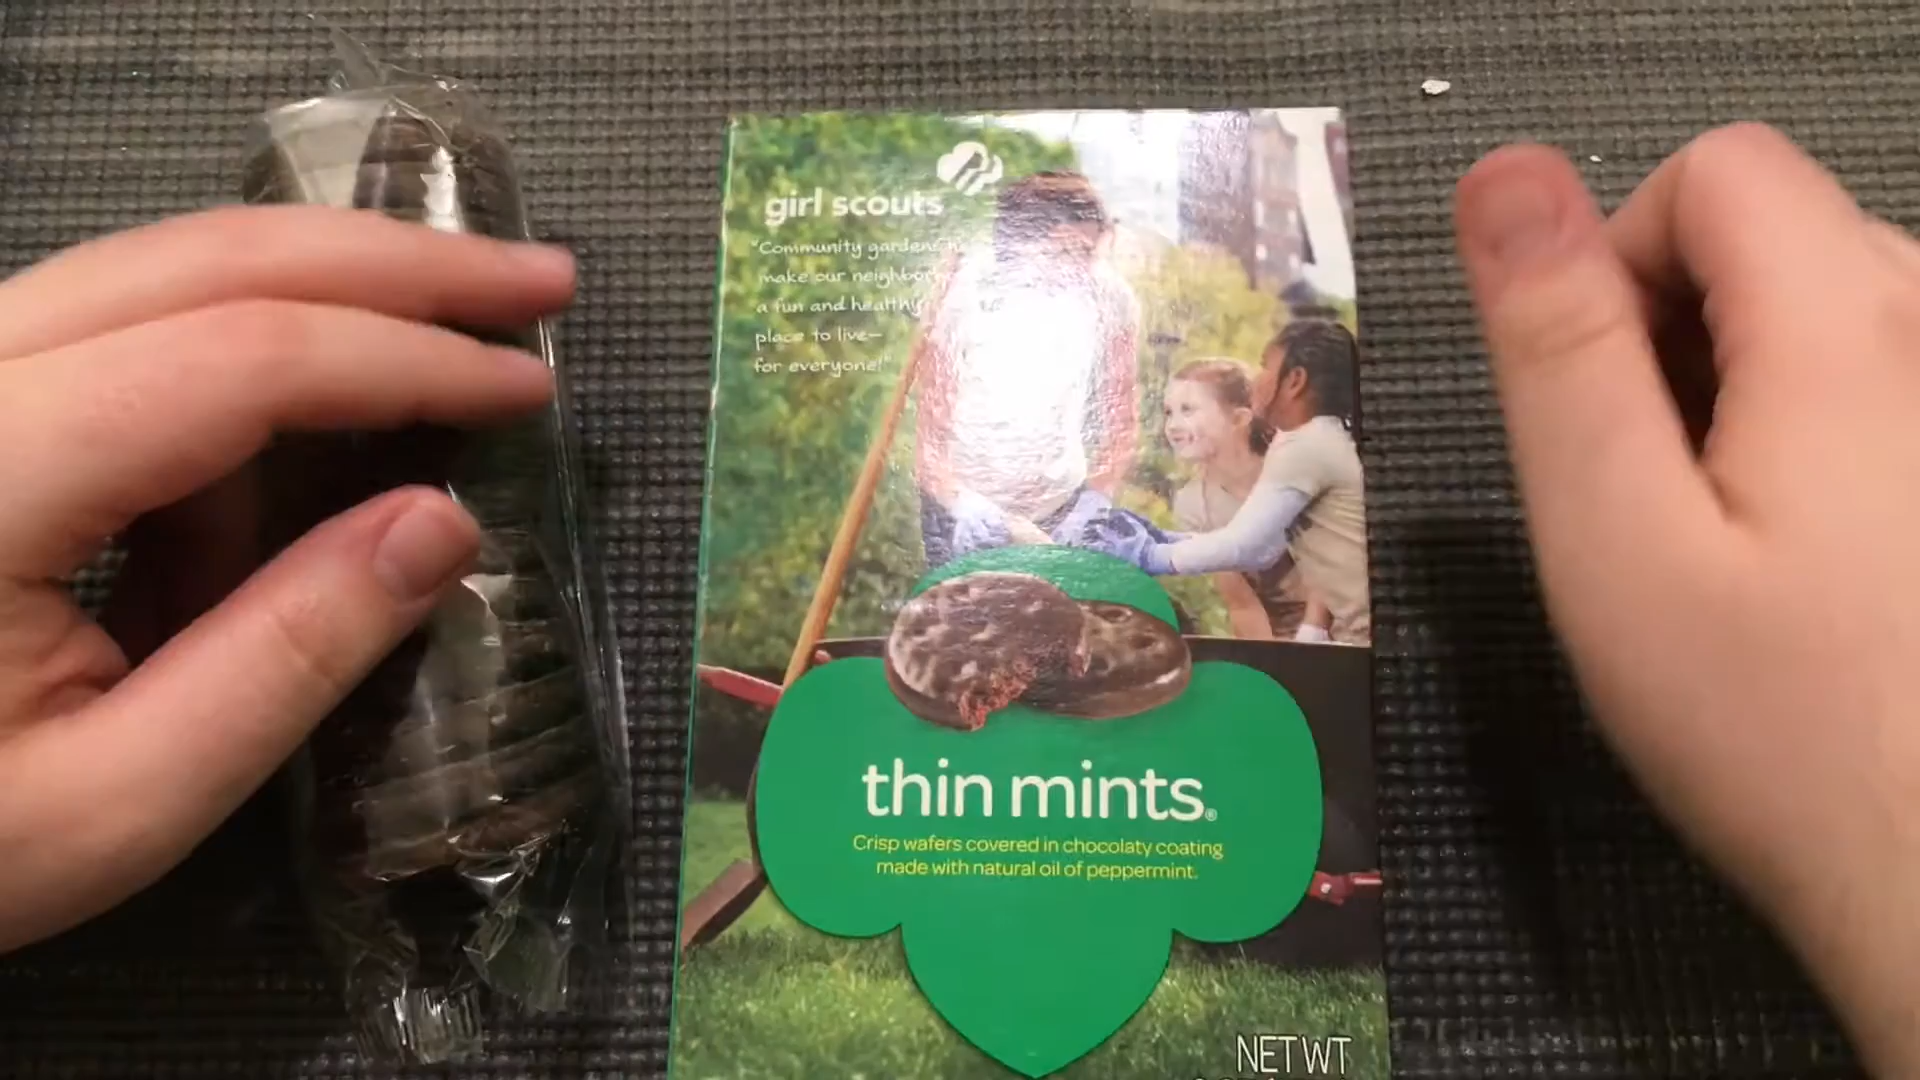 girl scouts
"Community gardens
make our neighbor
a fun and healthy
place to live—
for everyone!"
thin mints®
Crisp wafers covered in chocolaty coating
made with natural oil of peppermint.
NET WT